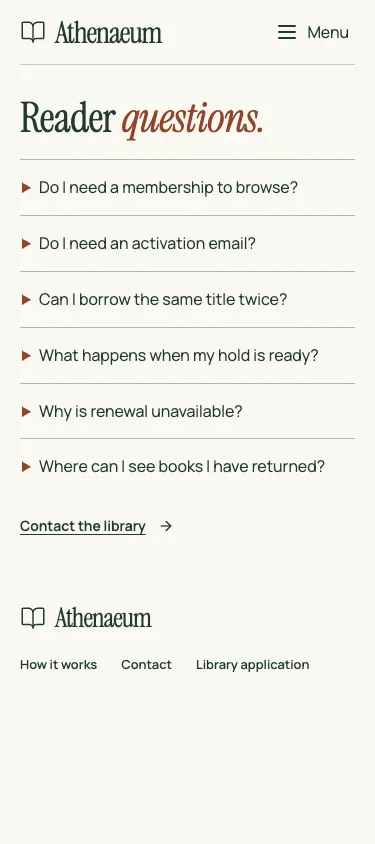 Athenaeum
Menu
Reader questions.
Do I need a membership to browse?
Do I need an activation email?
Can I borrow the same title twice?
What happens when my hold is ready?
Why is renewal unavailable?
Where can I see books I have returned?
Contact the library
Athenaeum
How it works
Contact
Library application